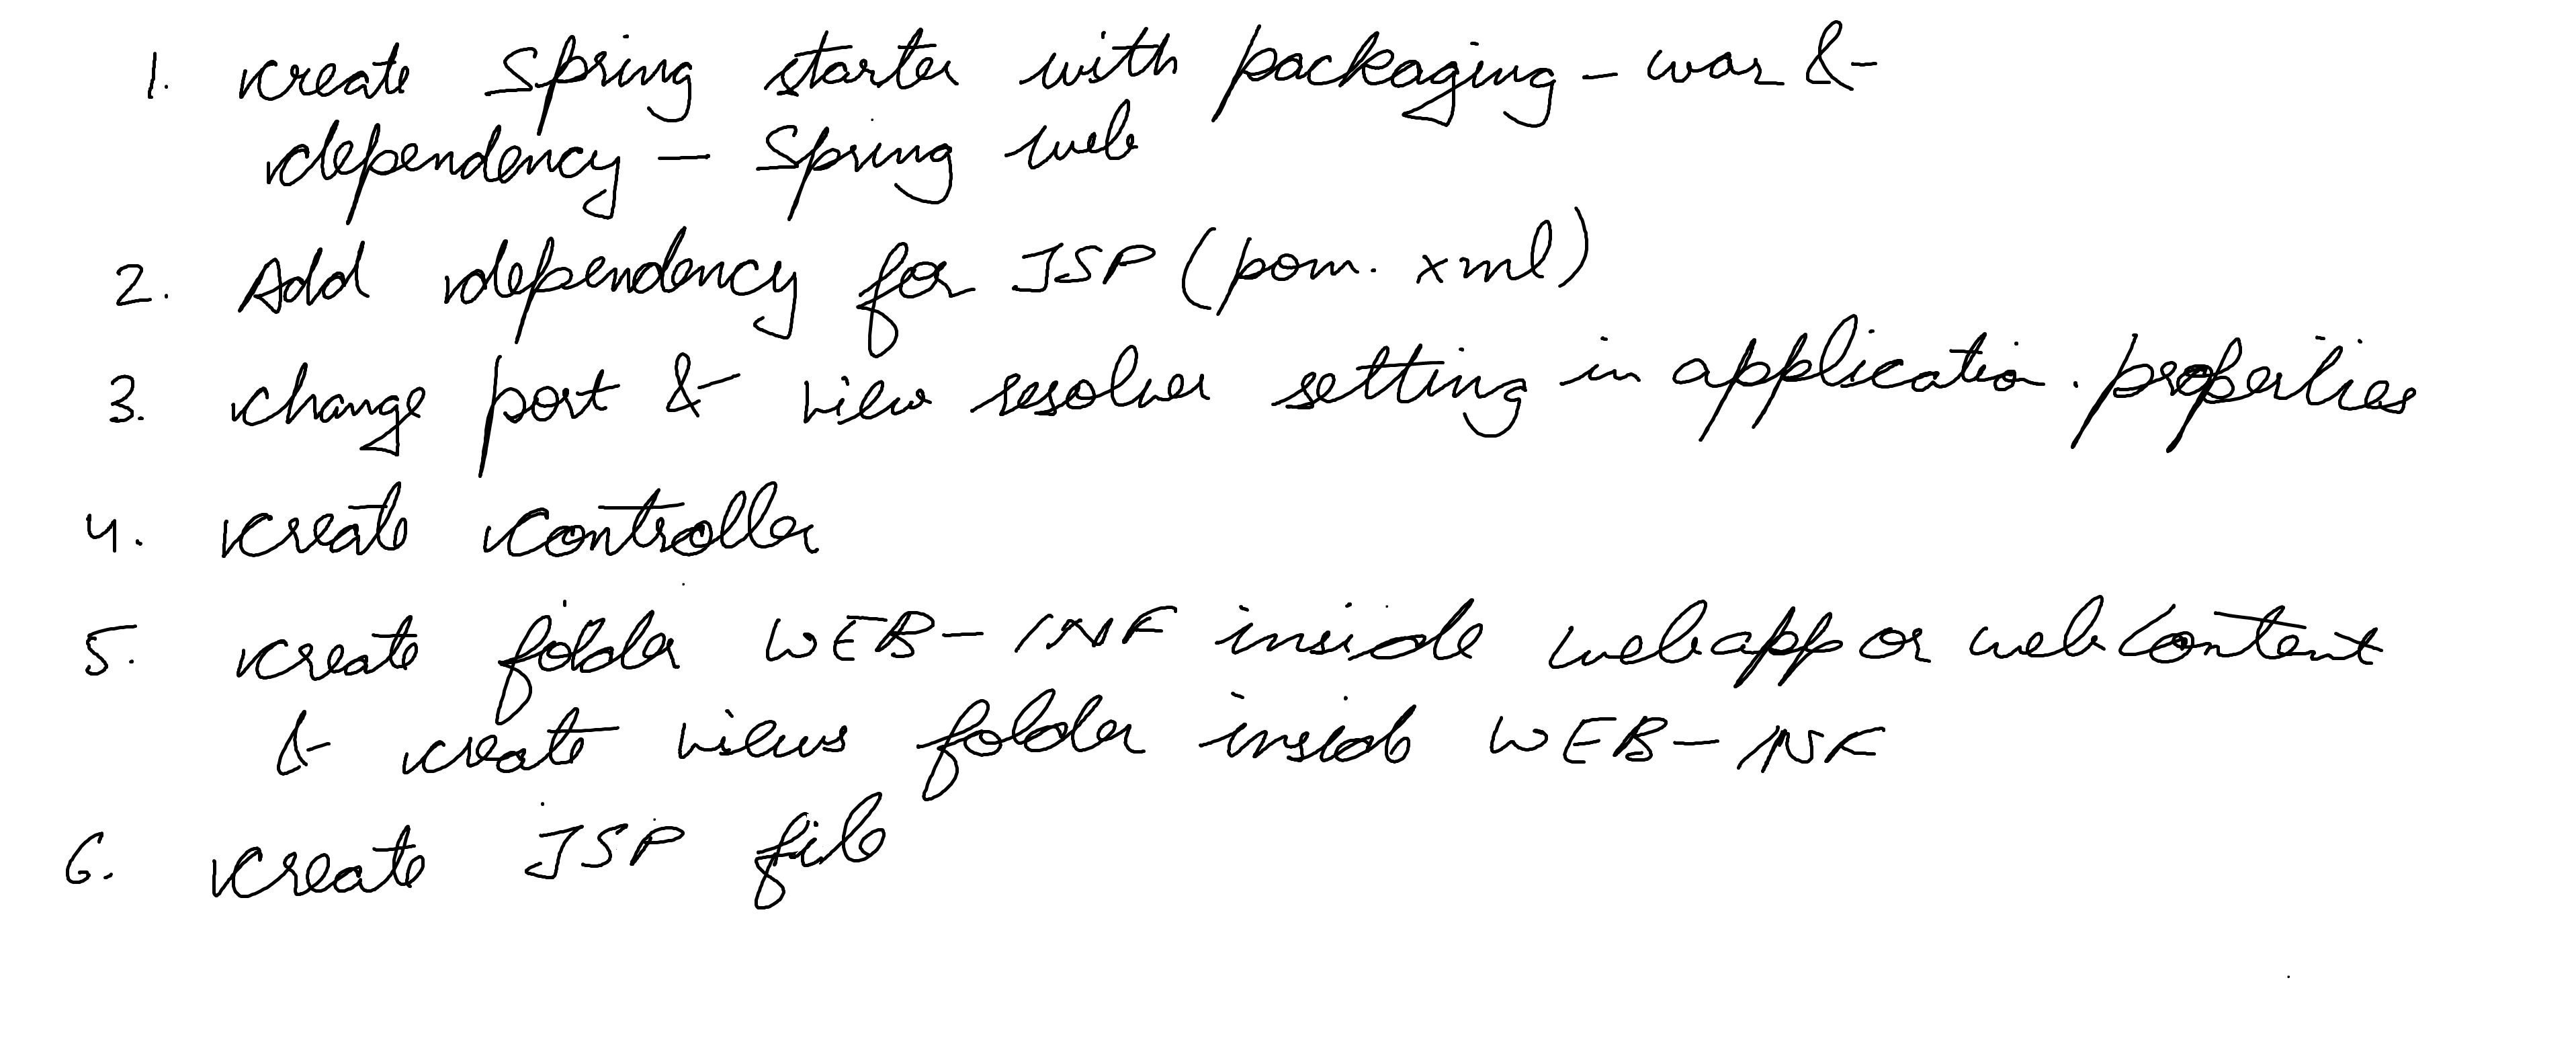 1. create Spring starter with packaging - war &
dependency - Spring web
2. Add dependency for JSP (pom. xml)
3. change port & view resolver setting in application. properties
4. create controller
5. create folder WEB-INF inside webapp or webcontent
& create views folder inside WEB-INF
6. create JSP file